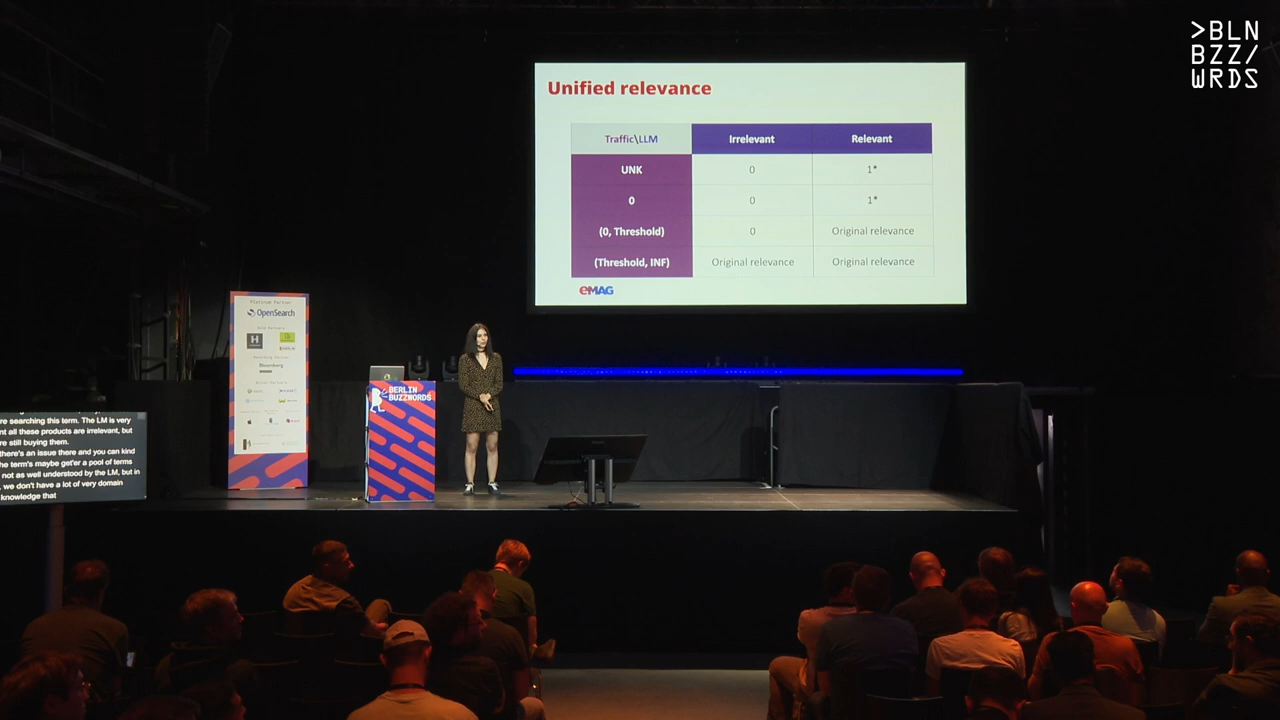 >BLN
BZZ/
WRDS
Unified relevance
Traffic\LLM Irrelevant Relevant
UNK 0 1*
0 0 1*
(0, Threshold) 0 Original relevance
(Threshold, INF) Original relevance Original relevance
eMAG
Platinum Partner
OpenSearch
Bloomberg
BERLIN
BUZZWORDS
re searching this term. The LM is very
nt all these products are irrelevant, but
re still buying them.
there's an issue there and you can kind
he term's maybe get'er a pool of terms
not as well understood by the LM, but in
, we don't have a lot of very domain
knowledge that